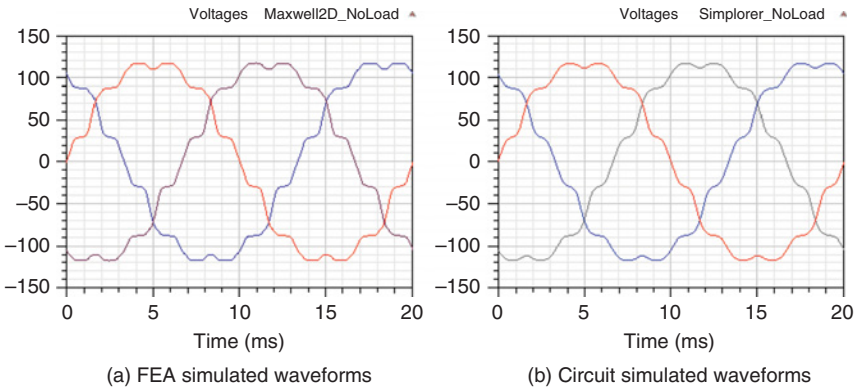 Voltages Maxwell2D_NoLoad
150
100
50
0
−50
−100
−150
0 5 10 15 20
Time (ms)
(a) FEA simulated waveforms
Voltages Simplorer_NoLoad
150
100
50
0
−50
−100
−150
0 5 10 15 20
Time (ms)
(b) Circuit simulated waveforms